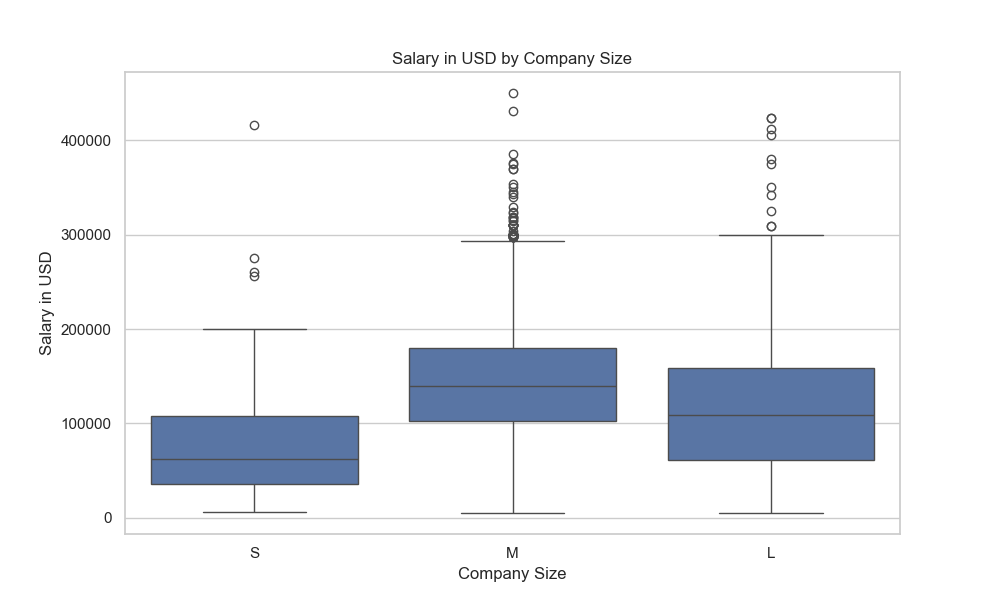 Salary in USD by Company Size
Salary in USD
400000
300000
200000
100000
0
S M L
Company Size